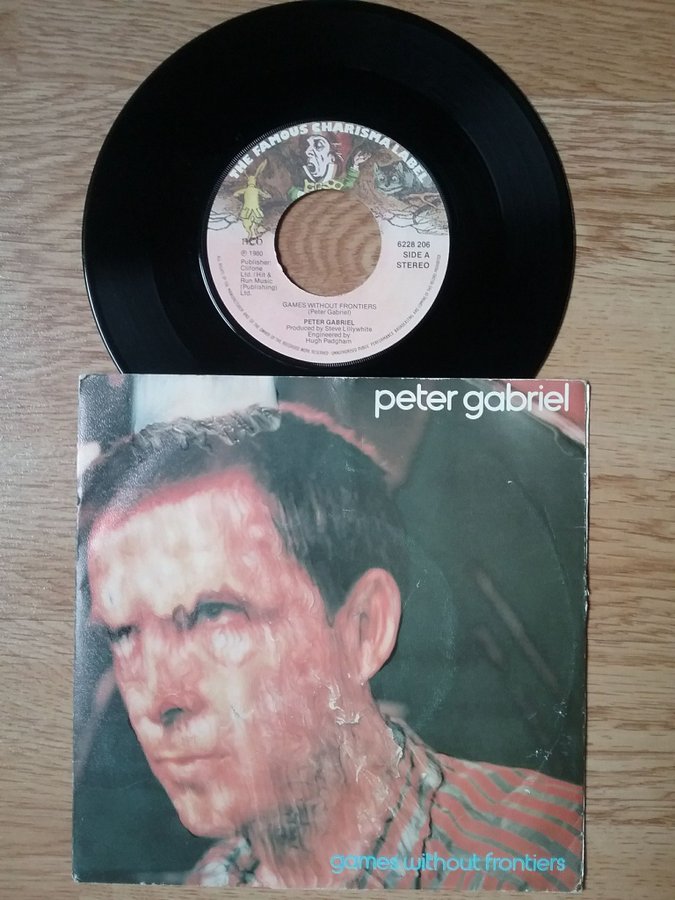 THE FAMOUS CHARISMA LABEL
℗ 1980
Publisher:
Clifone
Ltd./Hit &
Run Music
(Publishing)
Ltd.
6228 206
SIDE A
STEREO
GAMES WITHOUT FRONTIERS
(Peter Gabriel)
PETER GABRIEL
Produced by Steve Lillywhite
Engineered by
Hugh Padgham
peter gabriel
games without frontiers